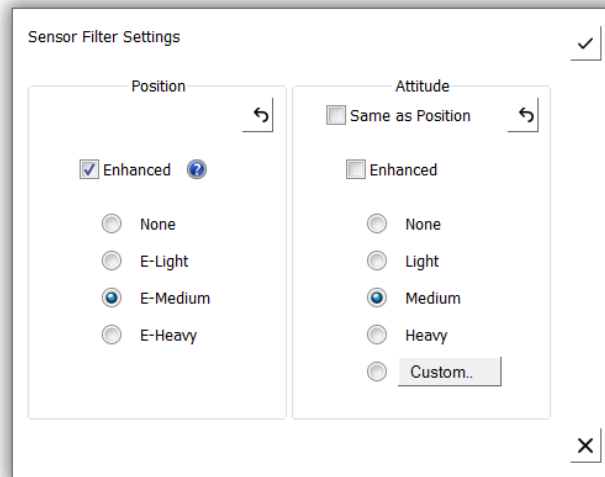 Sensor Filter Settings
Position
Enhanced
None
E-Light
E-Medium
E-Heavy
Attitude
Same as Position
Enhanced
None
Light
Medium
Heavy
Custom..